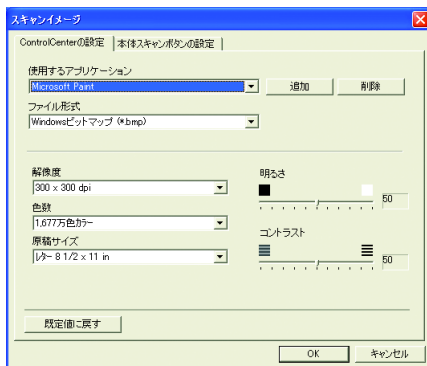 スキャンイメージ
ControlCenterの設定 本体スキャンボタンの設定
使用するアプリケーション
Microsoft Paint 追加 削除
ファイル形式
Windowsビットマップ (*.bmp)
解像度 明るさ
300 x 300 dpi 50
色数
1,677万色カラー コントラスト
原稿サイズ
レター 8 1/2 x 11 in 50
既定値に戻す
OK キャンセル